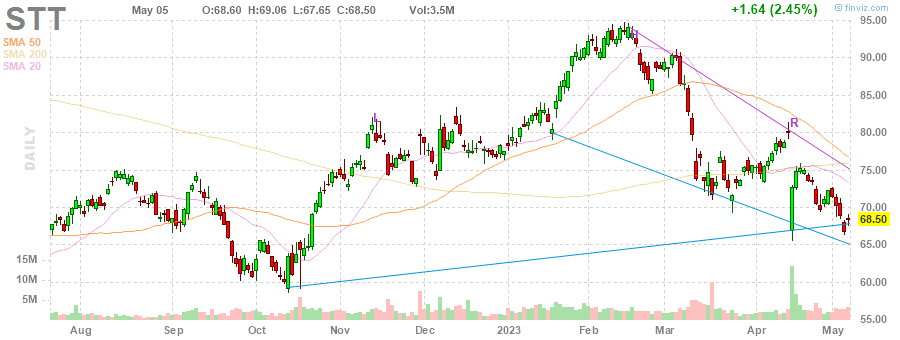 STT
May 05 O:68.60 H:69.06 L:67.65 C:68.50 Vol:3.5M +1.64 (2.45%) © finviz.com
SMA 50
SMA 200
SMA 20
DAILY
95.00
90.00
85.00
80.00
75.00
70.00
68.50
65.00
60.00
55.00
15M
10M
5M
R
Aug Sep Oct Nov Dec 2023 Feb Mar Apr May